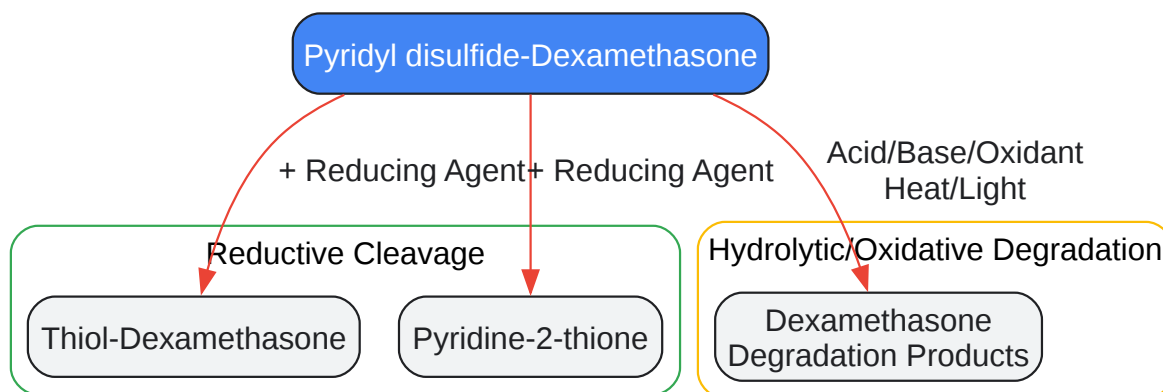 Pyridyl disulfide-Dexamethasone
+ Reducing Agent
+ Reducing Agent
Acid/Base/Oxidant
Heat/Light
Reductive Cleavage
Hydrolytic/Oxidative Degradation
Thiol-Dexamethasone
Pyridine-2-thione
Dexamethasone
Degradation Products